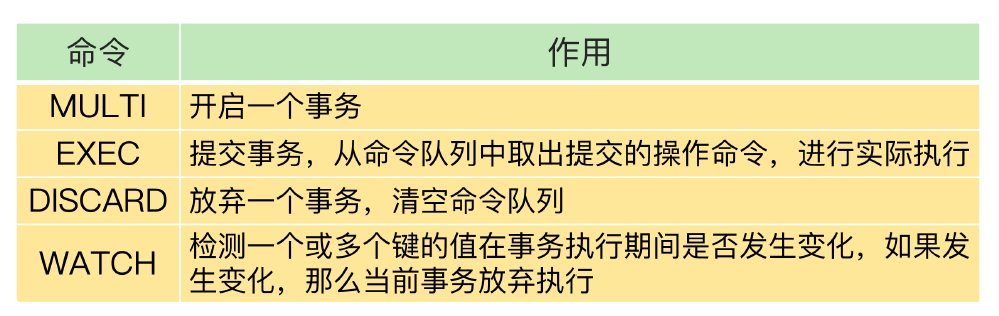 命令 作用
MULTI 开启一个事务
EXEC 提交事务，从命令队列中取出提交的操作命令，进行实际执行
DISCARD 放弃一个事务，清空命令队列
WATCH 检测一个或多个键的值在事务执行期间是否发生变化，如果发
生变化，那么当前事务放弃执行